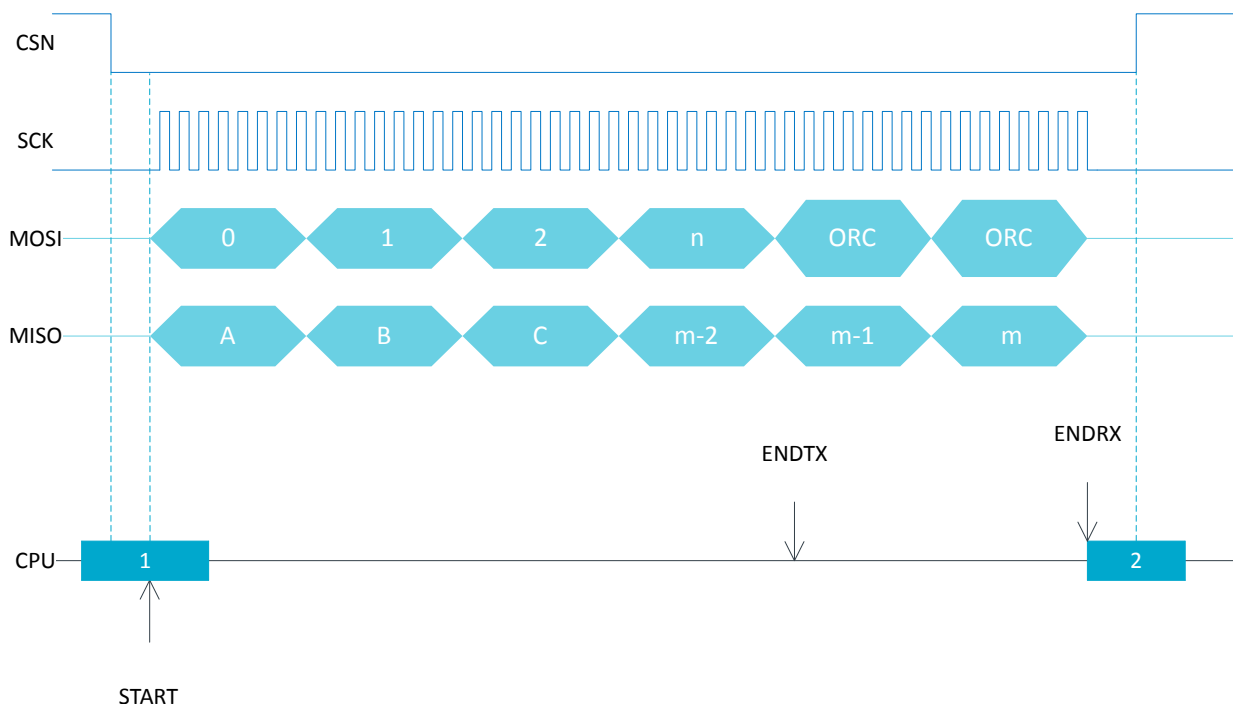 CSN
SCK
MOSI 0 1 2 n ORC ORC
MISO A B C m-2 m-1 m
ENDRX
ENDTX
CPU 1 2
START